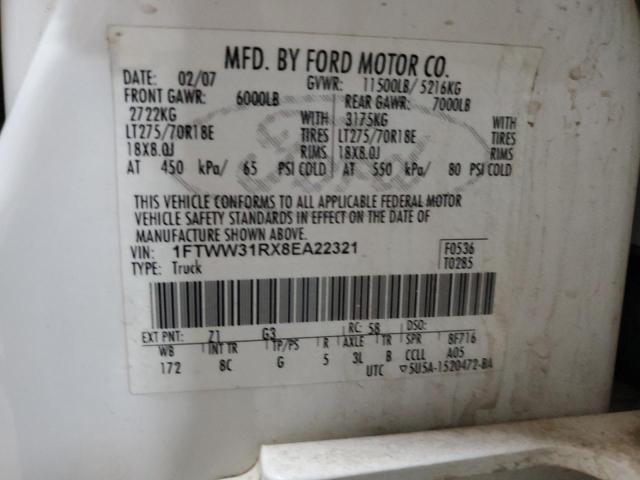 MFD. BY FORD MOTOR CO.
DATE: 02/07 GVWR: 11500LB/ 5216KG
FRONT GAWR: 6000LB REAR GAWR: 7000LB
2722KG WITH 3175KG WITH
LT275/70R18E TIRES LT275/70R18E TIRES
18X8.0J RIMS 18X8.0J RIMS
AT 450 kPa/ 65 PSI COLD AT 550 kPa/ 80 PSI COLD
THIS VEHICLE CONFORMS TO ALL APPLICABLE FEDERAL MOTOR
VEHICLE SAFETY STANDARDS IN EFFECT ON THE DATE OF
MANUFACTURE SHOWN ABOVE.
VIN: 1FTWW31RX8EA22321 F0536
TYPE: Truck T0285
EXT PNT: Z1 G3 RC: 58 DSO:
WB INT TR TP/PS R AXLE TR SPR 8F716
172 8C G 5 3L B CCLL A05
UTC ▽5U5A-1520472-BA